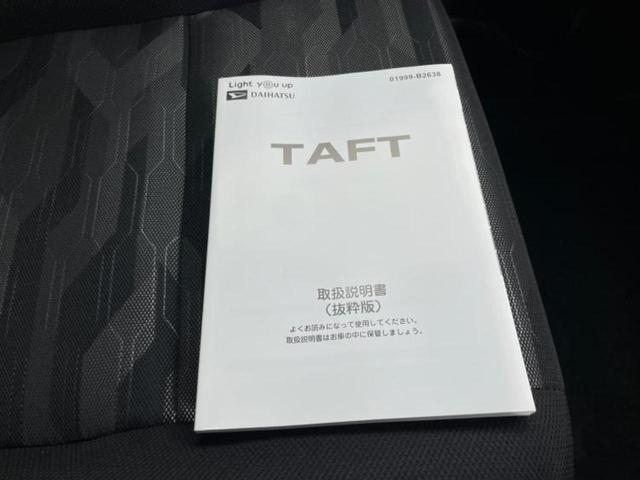 Light you up
01999-B2638
DAIHATSU
TAFT
取扱説明書
（抜粋版）
よくお読みになって使用してください。
取扱説明書はお車の中に保管しましょう。